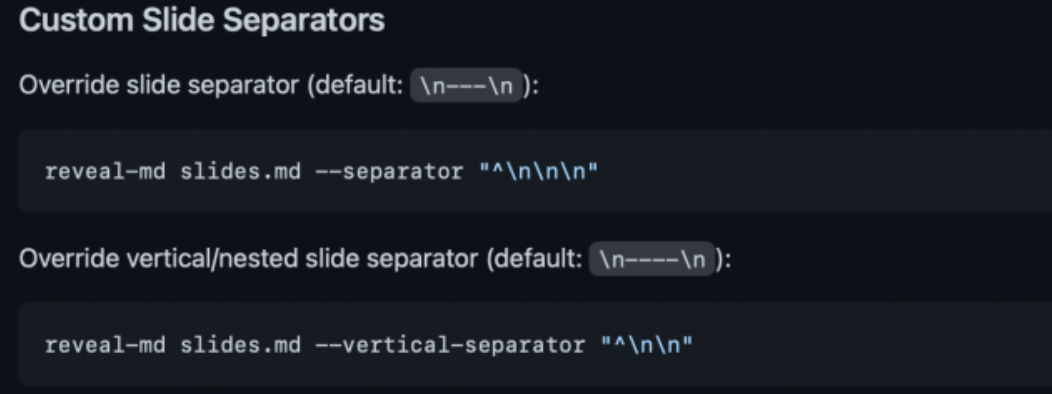 Custom Slide Separators
Override slide separator (default: \n---\n):
reveal-md slides.md --separator "^\n\n\n"
Override vertical/nested slide separator (default: \n----\n):
reveal-md slides.md --vertical-separator "^\n\n"